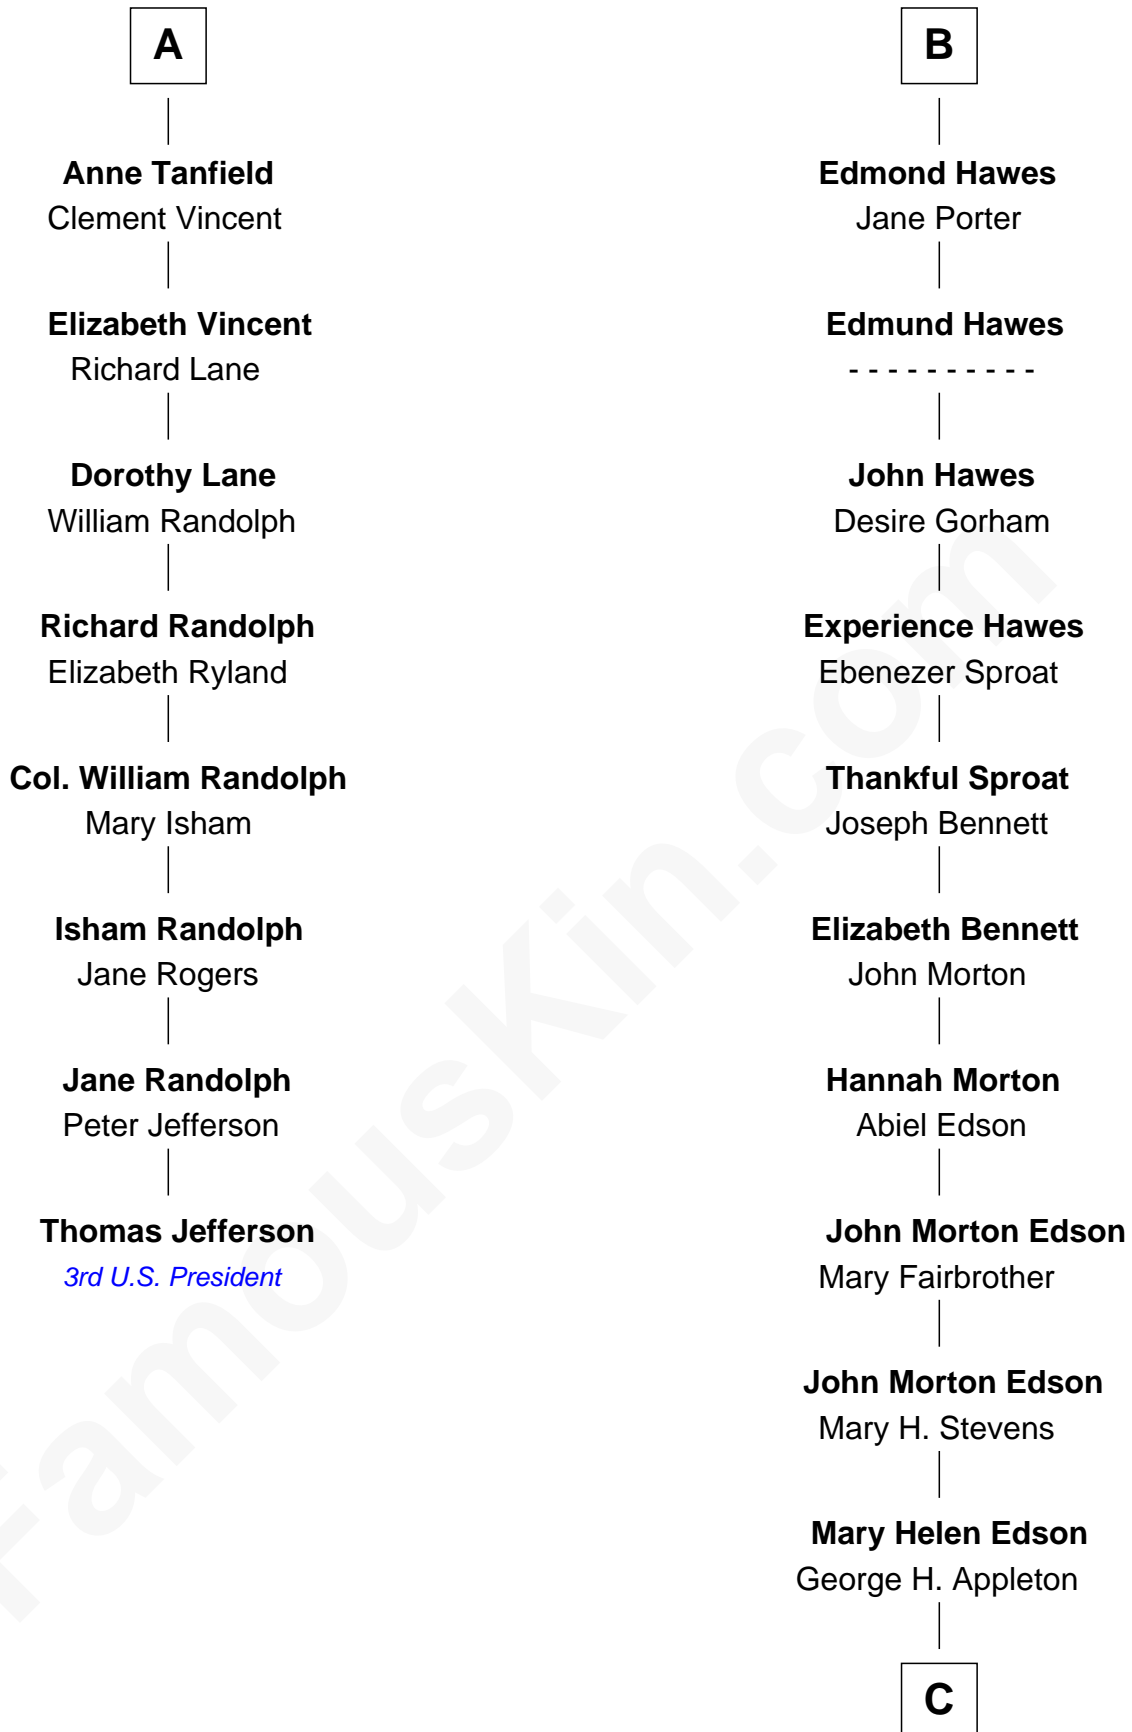 A
Anne Tanfield
Clement Vincent
Elizabeth Vincent
Richard Lane
Dorothy Lane
William Randolph
Richard Randolph
Elizabeth Ryland
Col. William Randolph
Mary Isham
Isham Randolph
Jane Rogers
Jane Randolph
Peter Jefferson
Thomas Jefferson
3rd U.S. President
B
Edmond Hawes
Jane Porter
Edmund Hawes
- - - - - - - - - -
John Hawes
Desire Gorham
Experience Hawes
Ebenezer Sproat
Thankful Sproat
Joseph Bennett
Elizabeth Bennett
John Morton
Hannah Morton
Abiel Edson
John Morton Edson
Mary Fairbrother
John Morton Edson
Mary H. Stevens
Mary Helen Edson
George H. Appleton
C
FamousKin.com